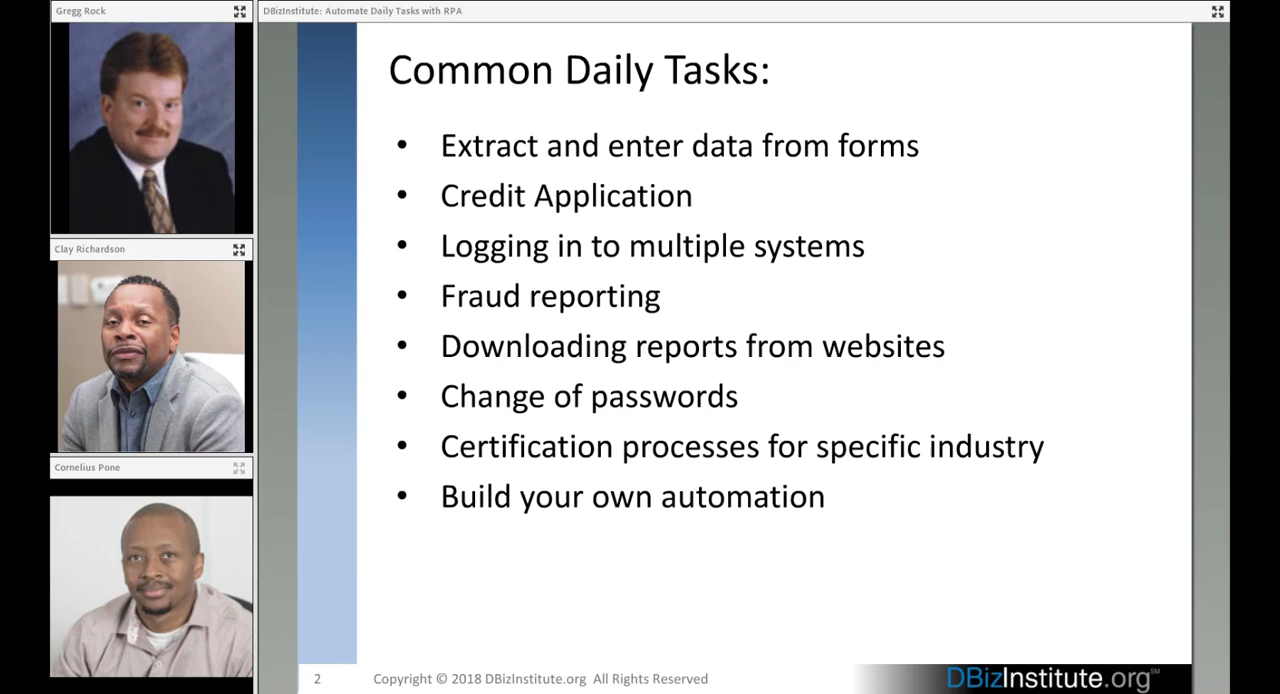 Gregg Rock
DBizInstitute: Automate Daily Tasks with RPA
Clay Richardson
Cornelius Pone
Common Daily Tasks:
• Extract and enter data from forms
• Credit Application
• Logging in to multiple systems
• Fraud reporting
• Downloading reports from websites
• Change of passwords
• Certification processes for specific industry
• Build your own automation
2
Copyright © 2018 DBizInstitute.org All Rights Reserved
DBizInstitute.org℠